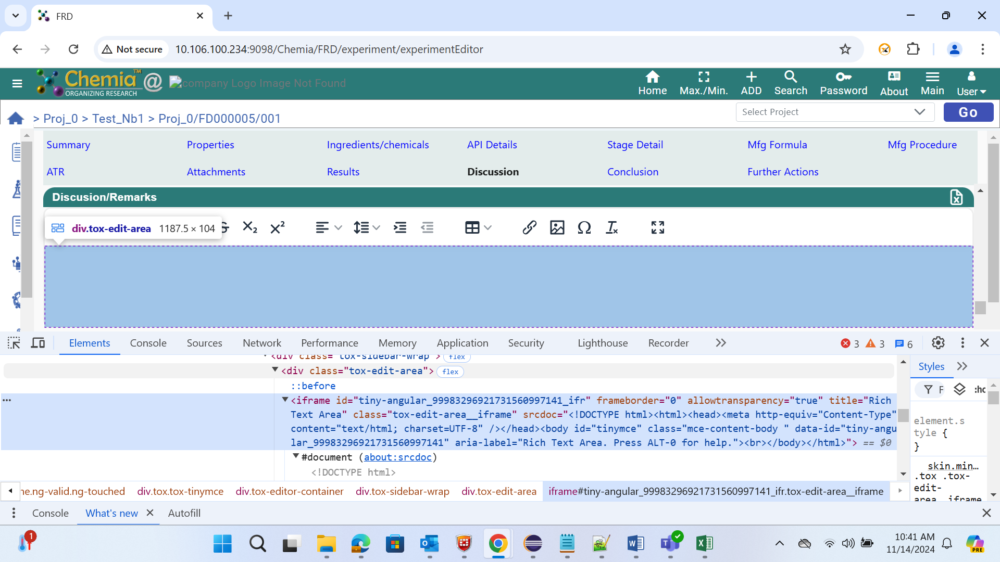 FRD
Not secure 10.106.100.234:9098/Chemia/FRD/experiment/experimentEditor
Chemia™ @ company Logo Image Not Found
ORGANIZING RESEARCH
Home Max./Min. ADD Search Password About Main User
> Proj_0 > Test_Nb1 > Proj_0/FD000005/001
Select Project Go
Summary Properties Ingredients/chemicals API Details Stage Detail Mfg Formula Mfg Procedure
ATR Attachments Results Discussion Conclusion Further Actions
Discusion/Remarks
div.tox-edit-area 1187.5 × 104
Elements Console Sources Network Performance Memory Application Security Lighthouse Recorder 3 3 6
<div class="tox-sidebar-wrap"> flex
<div class="tox-edit-area"> flex
::before
<iframe id="tiny-angular_99983296921731560997141_ifr" frameborder="0" allowtransparency="true" title="Rich
Text Area" class="tox-edit-area__iframe" srcdoc="<!DOCTYPE html><html><head><meta http-equiv="Content-Type"
content="text/html; charset=UTF-8" /></head><body id="tinymce" class="mce-content-body " data-id="tiny-angu
lar_99983296921731560997141" aria-label="Rich Text Area. Press ALT-0 for help."><br></body></html>"> == $0
#document (about:srcdoc)
<!DOCTYPE html>
Styles
F :hc
element.s
tyle {
}
skin.min…
.tox .tox-
edit-
area__iframe
ne.ng-valid.ng-touched div.tox.tox-tinymce div.tox-editor-container div.tox-sidebar-wrap div.tox-edit-area iframe#tiny-angular_99983296921731560997141_ifr.tox-edit-area__iframe
Console What's new Autofill
1
10:41 AM
11/14/2024
PRE